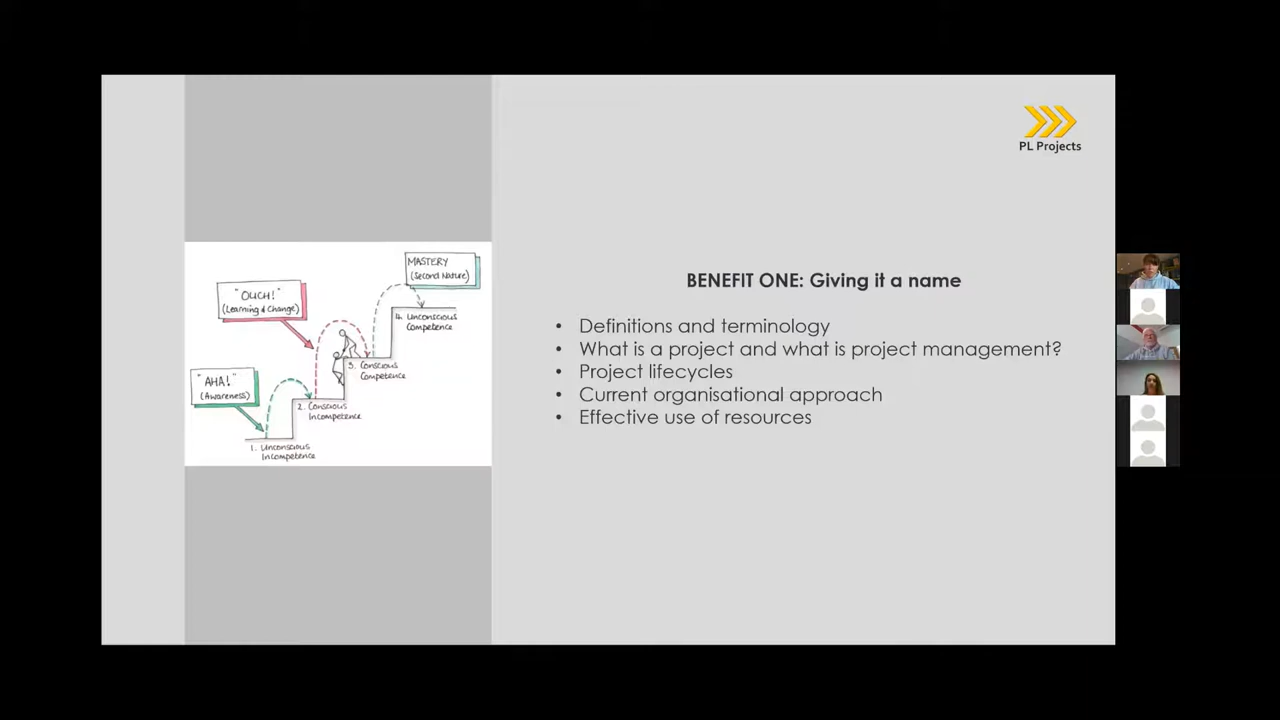 PL Projects
MASTERY
(Second Nature)
"OUCH!"
(Learning & Change)
4. Unconscious
Competence
3. Conscious
Competence
"AHA!"
(Awareness)
2. Conscious
Incompetence
1. Unconscious
Incompetence
BENEFIT ONE: Giving it a name
• Definitions and terminology
• What is a project and what is project management?
• Project lifecycles
• Current organisational approach
• Effective use of resources